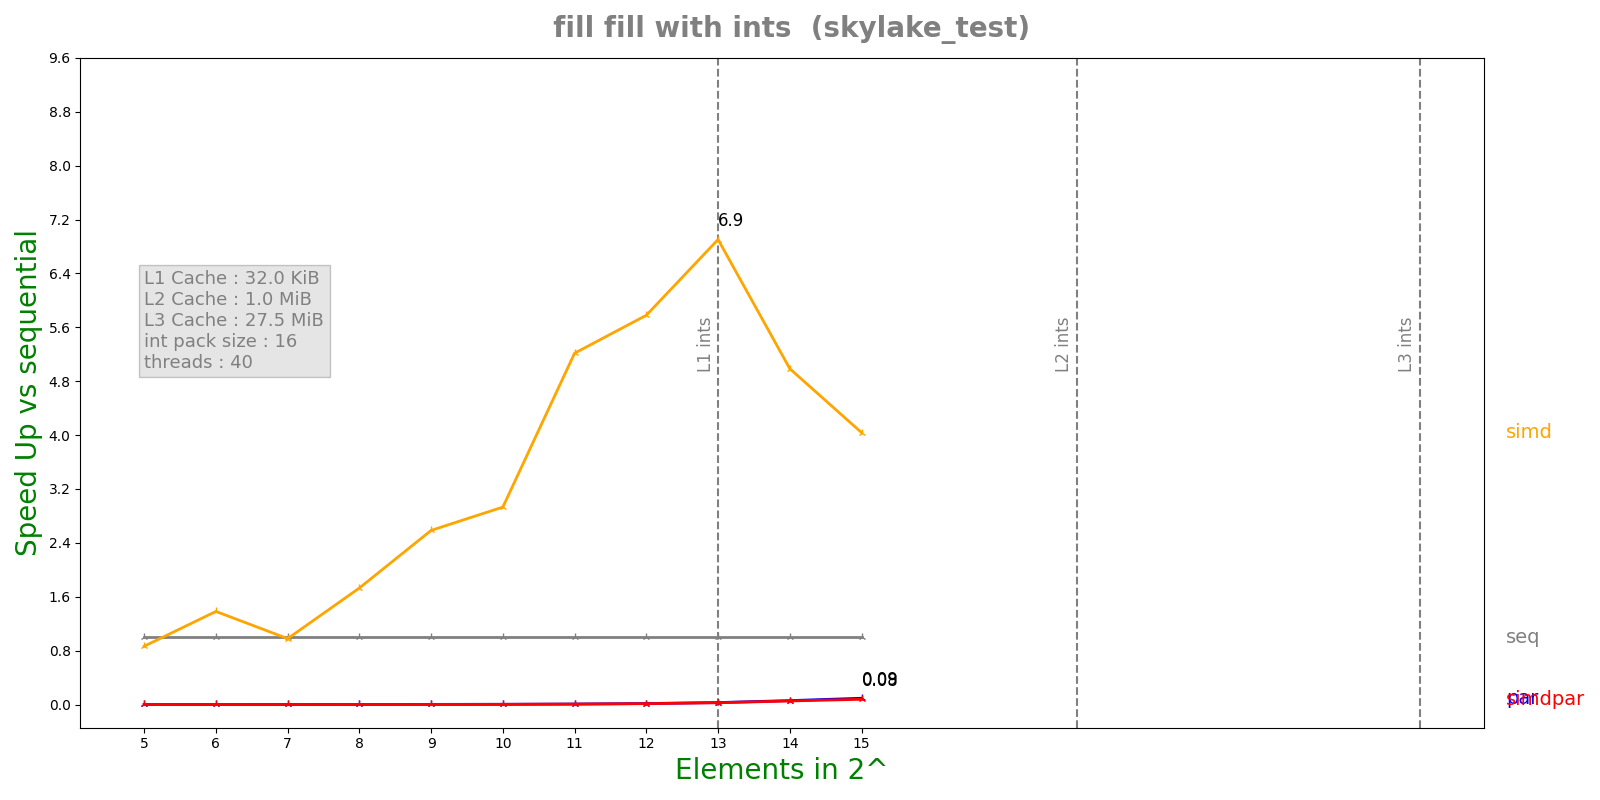 fill fill with ints (skylake_test)
Speed Up vs sequential
9.6
8.8
8.0
7.2
6.4
5.6
4.8
4.0
3.2
2.4
1.6
0.8
0.0
L1 Cache : 32.0 KiB
L2 Cache : 1.0 MiB
L3 Cache : 27.5 MiB
int pack size : 16
threads : 40
6.9
L1 ints
L2 ints
L3 ints
simd
seq
par
simdpar
5 6 7 8 9 10 11 12 13 14 15
Elements in 2^